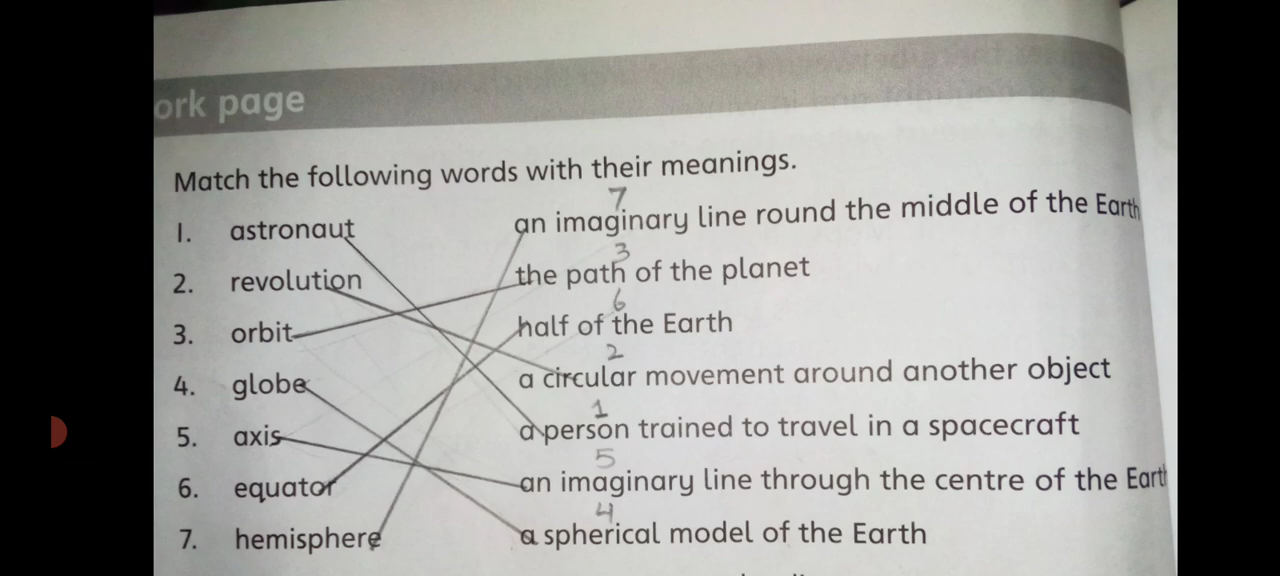 ork page
Match the following words with their meanings.
7
1. astronaut an imaginary line round the middle of the Earth
3
2. revolution the path of the planet
6
3. orbit half of the Earth
2
4. globe a circular movement around another object
1
5. axis a person trained to travel in a spacecraft
5
6. equator an imaginary line through the centre of the Earth
4
7. hemisphere a spherical model of the Earth